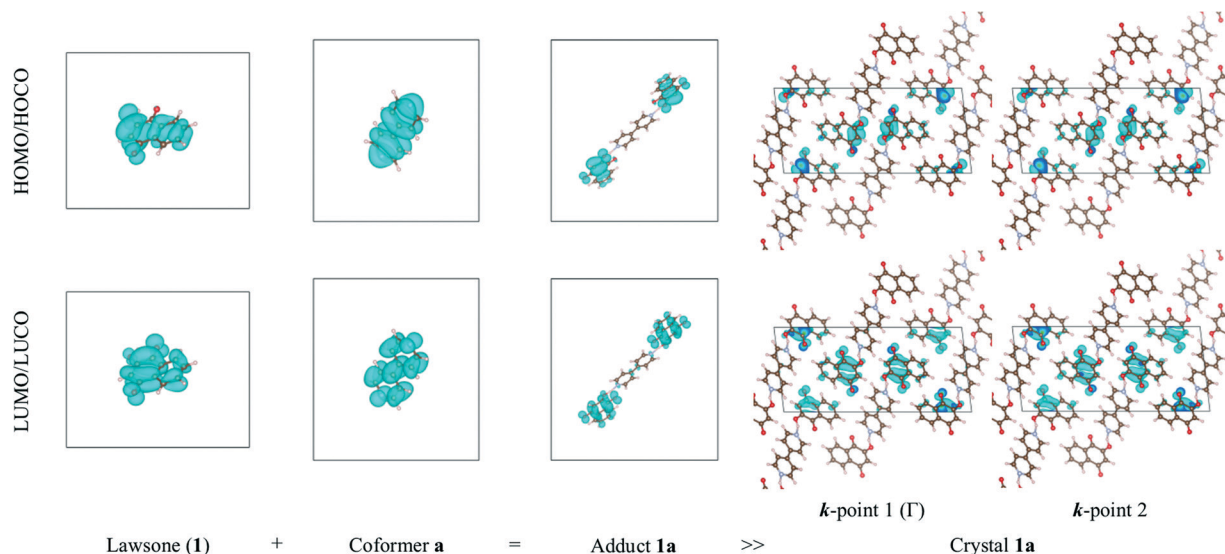 HOMO/HOCO
LUMO/LUCO
k-point 1 (Γ) k-point 2
Lawsone (1) + Coformer a = Adduct 1a >> Crystal 1a